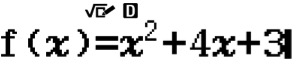 √□ D
f(x)=x²+4x+3